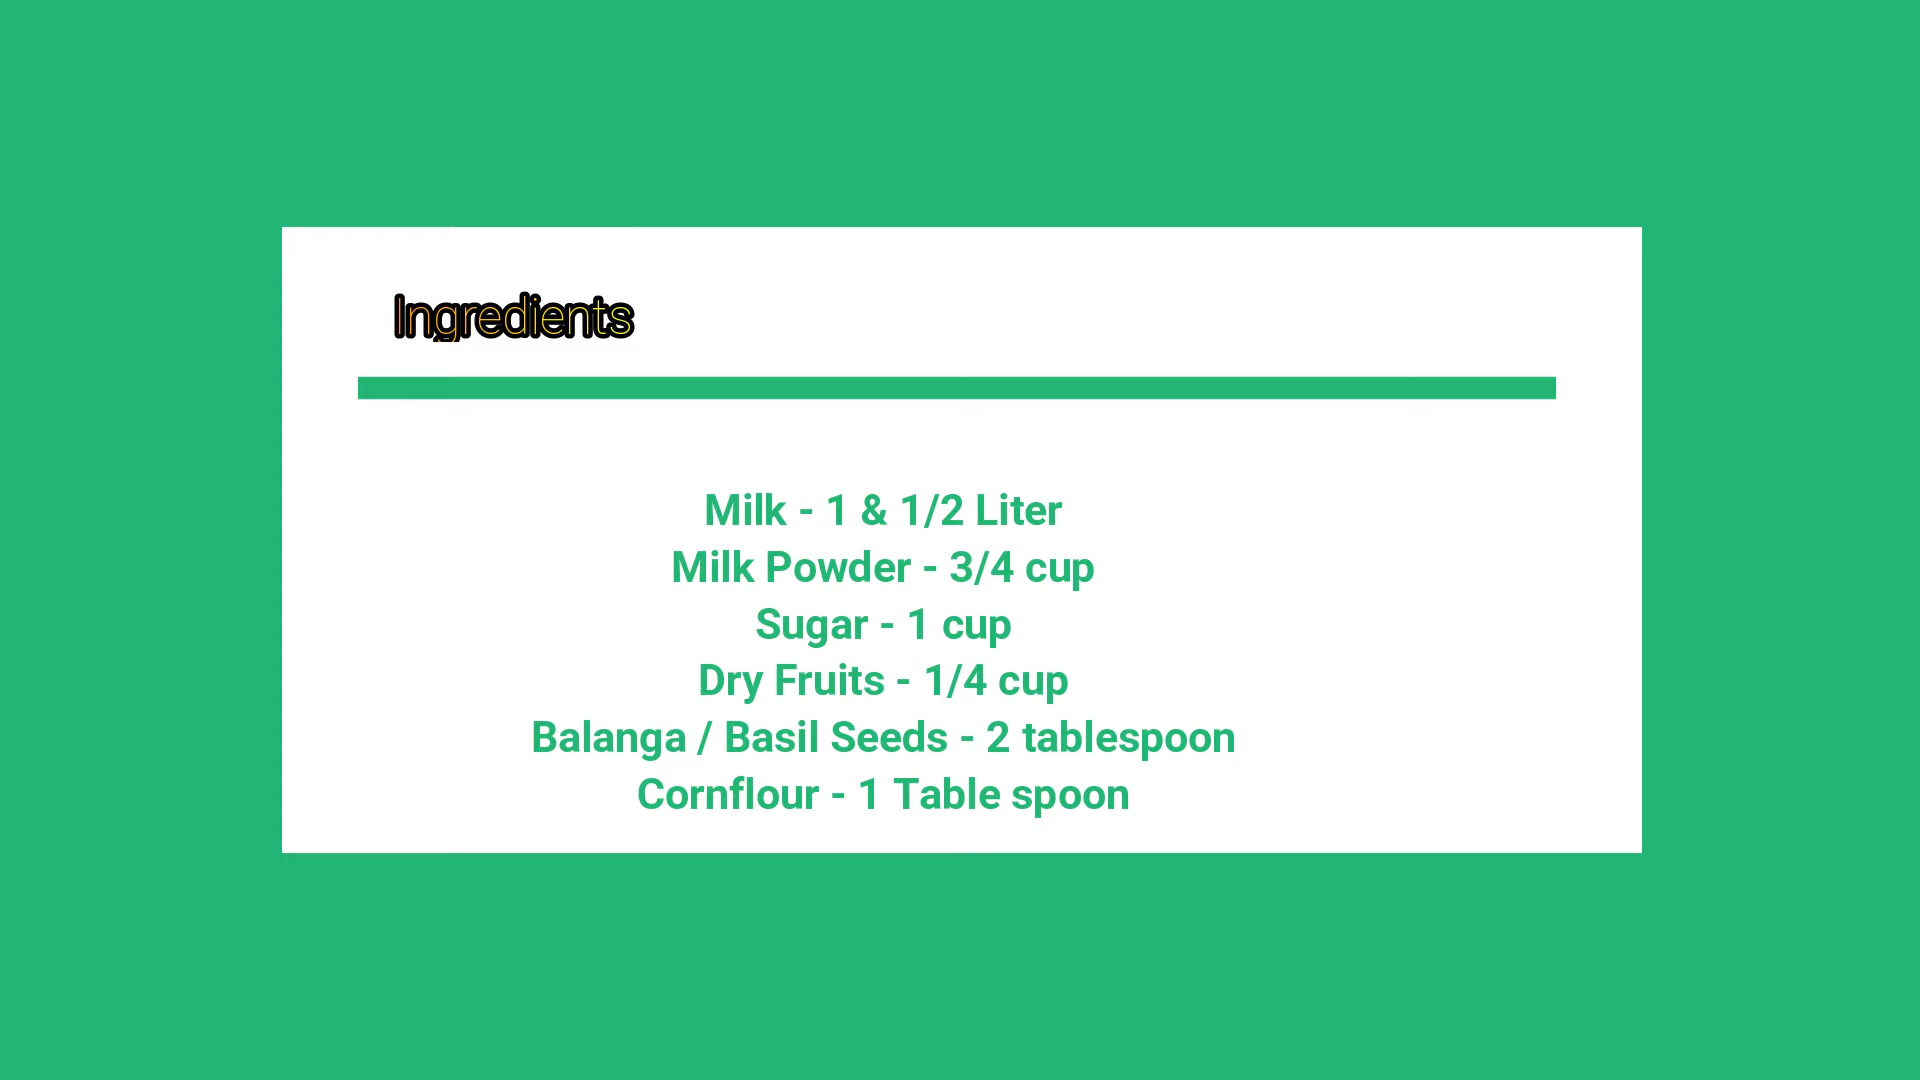 Ingredients
Milk - 1 & 1/2 Liter
Milk Powder - 3/4 cup
Sugar - 1 cup
Dry Fruits - 1/4 cup
Balanga / Basil Seeds - 2 tablespoon
Cornflour - 1 Table spoon